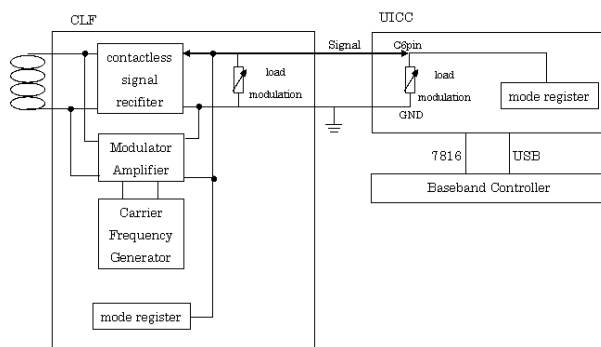 CLF
UICC
contactless
signal
recifiter
Signal
C6pin
load
modulation
load
modulation
mode register
GND
Modulator
Amplifier
7816
USB
Baseband Controller
Carrier
Frequency
Generator
mode register